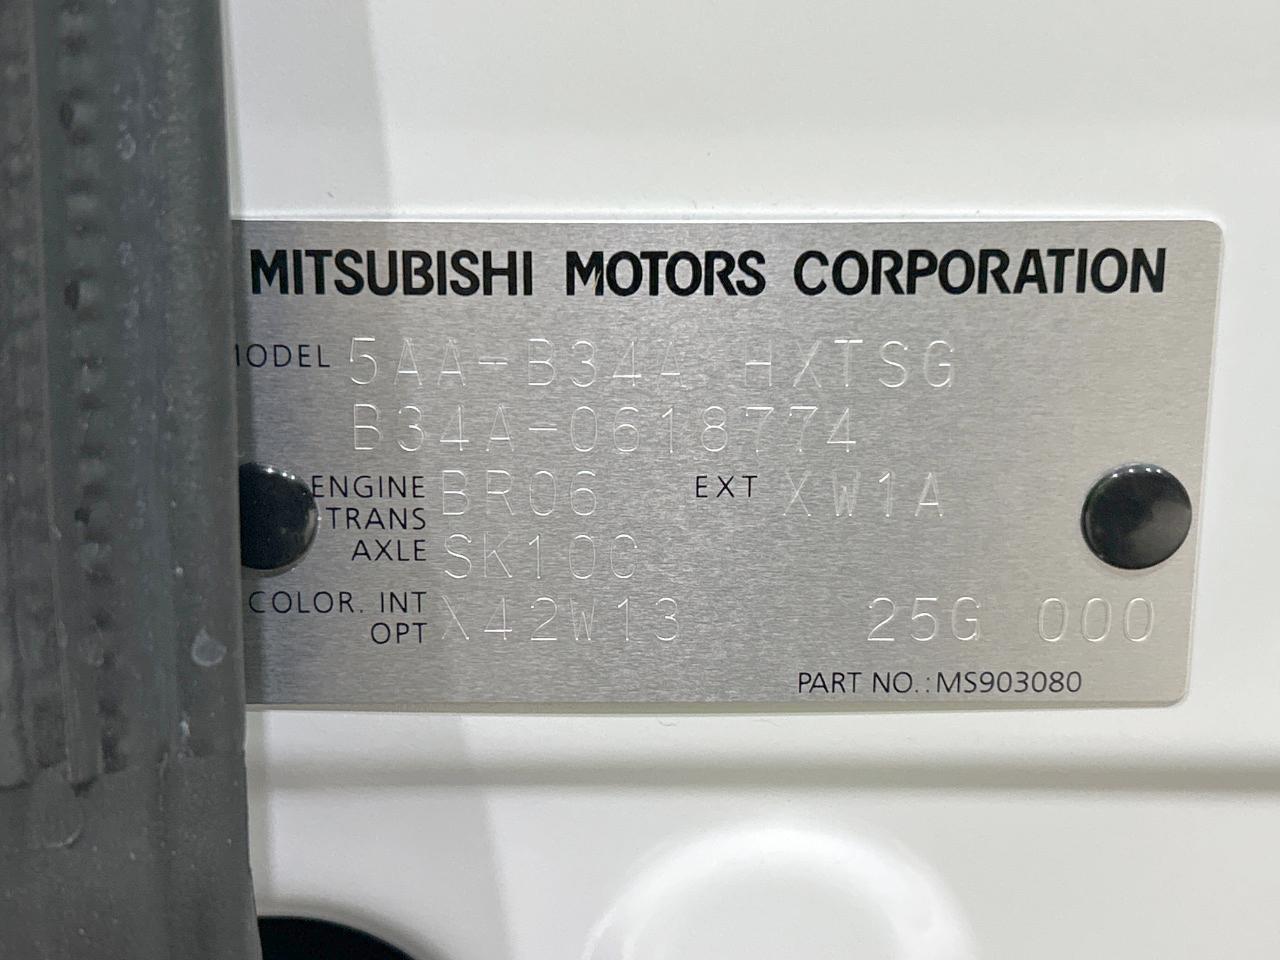 MITSUBISHI MOTORS CORPORATION
MODEL 5AA-B34A HXTSG
B34A-0618774
ENGINE BR06 EXT XW1A
TRANS
AXLE SK10C
COLOR. INT
OPT X42W13 25G 000
PART NO.: MS903080